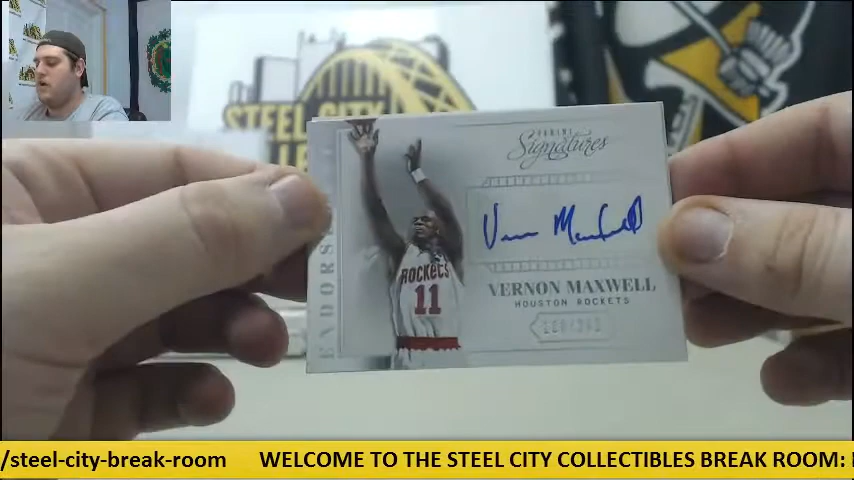 STEEL CITY
PANINI
Signatures
VERNON MAXWELL
HOUSTON ROCKETS
ROCKETS
11
/steel-city-break-room WELCOME TO THE STEEL CITY COLLECTIBLES BREAK ROOM: